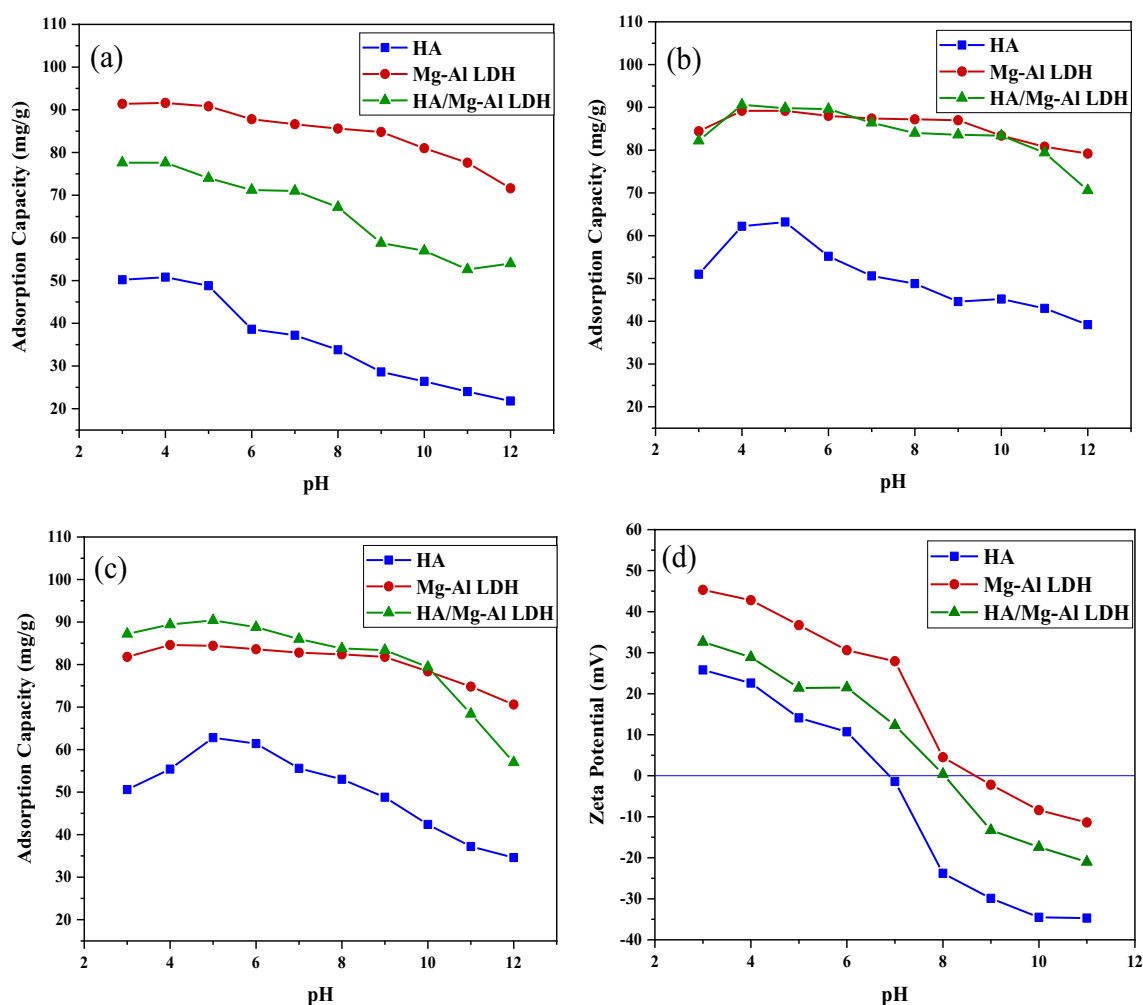 (a)
HA
Mg-Al LDH
HA/Mg-Al LDH
110
100
90
80
70
60
50
40
30
20
2 4 6 8 10 12
pH
Adsorption Capacity (mg/g)
(b)
HA
Mg-Al LDH
HA/Mg-Al LDH
110
100
90
80
70
60
50
40
30
20
2 4 6 8 10 12
pH
Adsorption Capacity (mg/g)
(c)
HA
Mg-Al LDH
HA/Mg-Al LDH
110
100
90
80
70
60
50
40
30
20
2 4 6 8 10 12
pH
Adsorption Capacity (mg/g)
(d)
HA
Mg-Al LDH
HA/Mg-Al LDH
60
50
40
30
20
10
0
-10
-20
-30
-40
2 4 6 8 10 12
pH
Zeta Potential (mV)